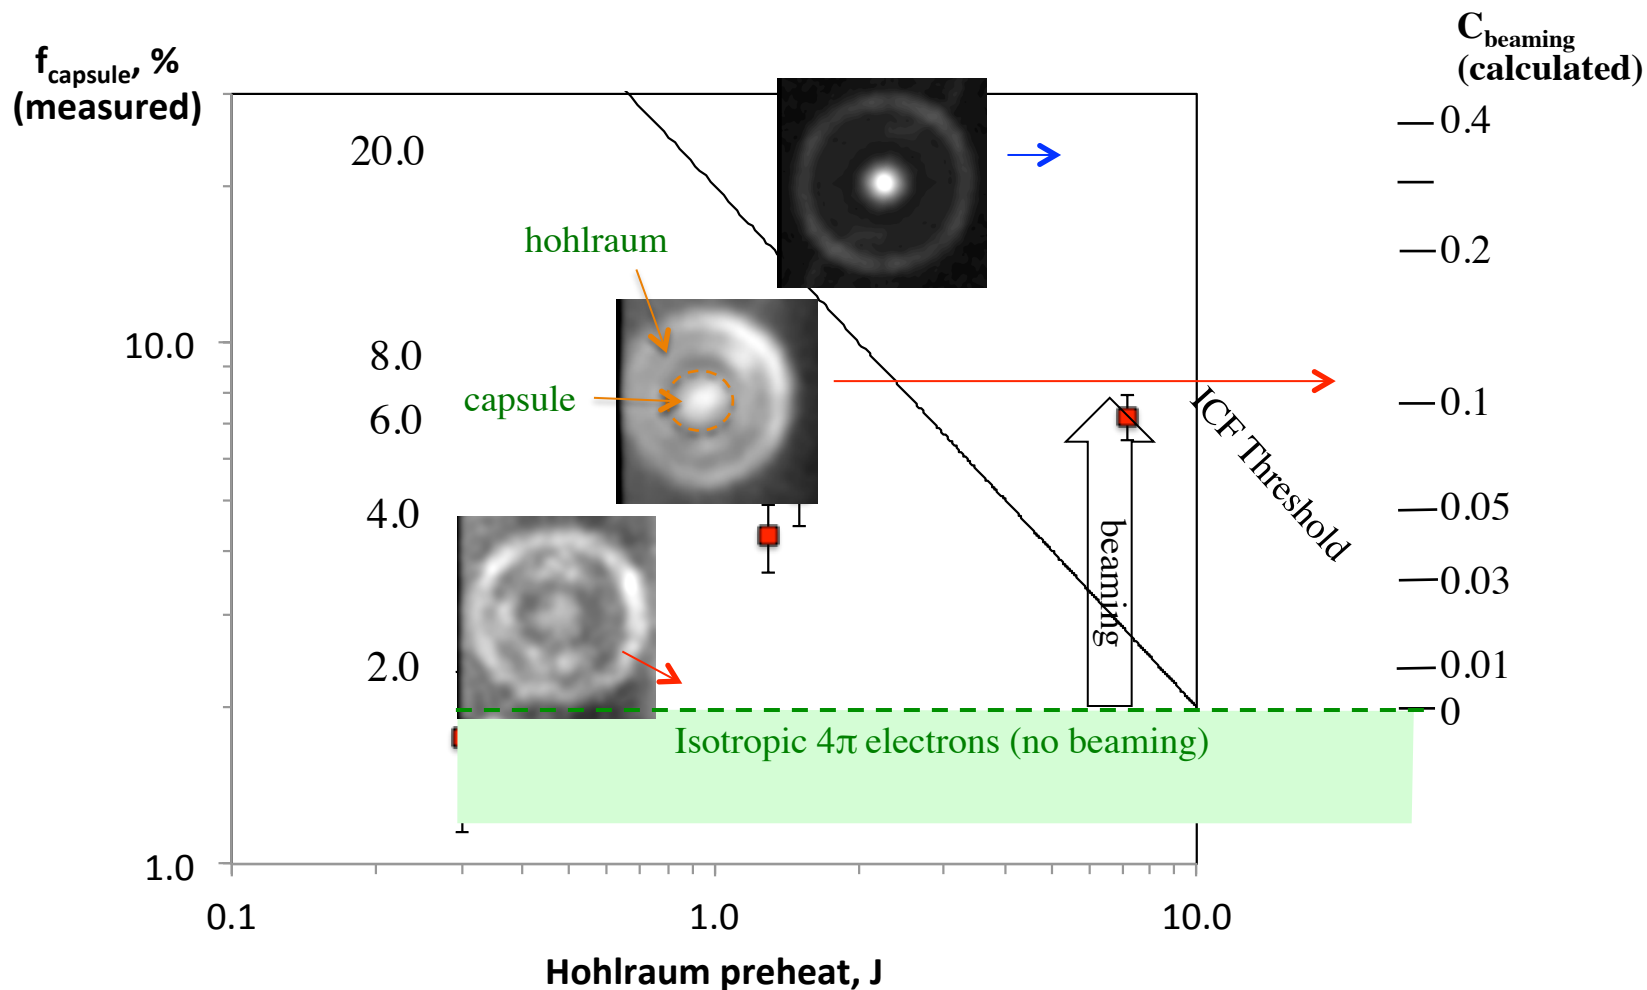 f_capsule, %
(measured)
C_beaming
(calculated)
20.0
10.0
8.0
6.0
4.0
2.0
1.0
hohlraum
capsule
0.4
0.2
0.1
0.05
0.03
0.01
0
ICF Threshold
beaming
Isotropic 4π electrons (no beaming)
0.1
1.0
10.0
Hohlraum preheat, J